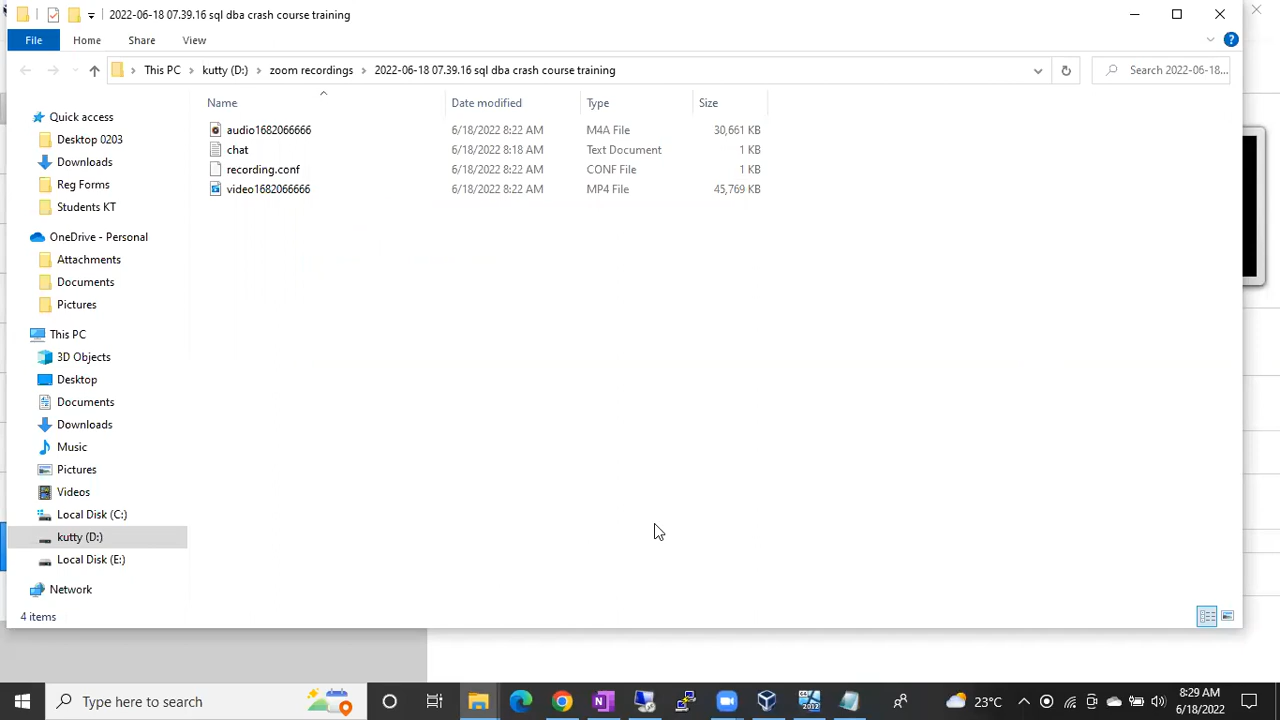 2022-06-18 07.39.16 sql dba crash course training
File Home Share View
This PC kutty (D:) zoom recordings 2022-06-18 07.39.16 sql dba crash course training Search 2022-06-18...
Name Date modified Type Size
audio1682066666 6/18/2022 8:22 AM M4A File 30,661 KB
chat 6/18/2022 8:18 AM Text Document 1 KB
recording.conf 6/18/2022 8:22 AM CONF File 1 KB
video1682066666 6/18/2022 8:22 AM MP4 File 45,769 KB
Quick access
Desktop 0203
Downloads
Reg Forms
Students KT
OneDrive - Personal
Attachments
Documents
Pictures
This PC
3D Objects
Desktop
Documents
Downloads
Music
Pictures
Videos
Local Disk (C:)
kutty (D:)
Local Disk (E:)
Network
4 items
Type here to search 2012 23°C 8:29 AM
6/18/2022